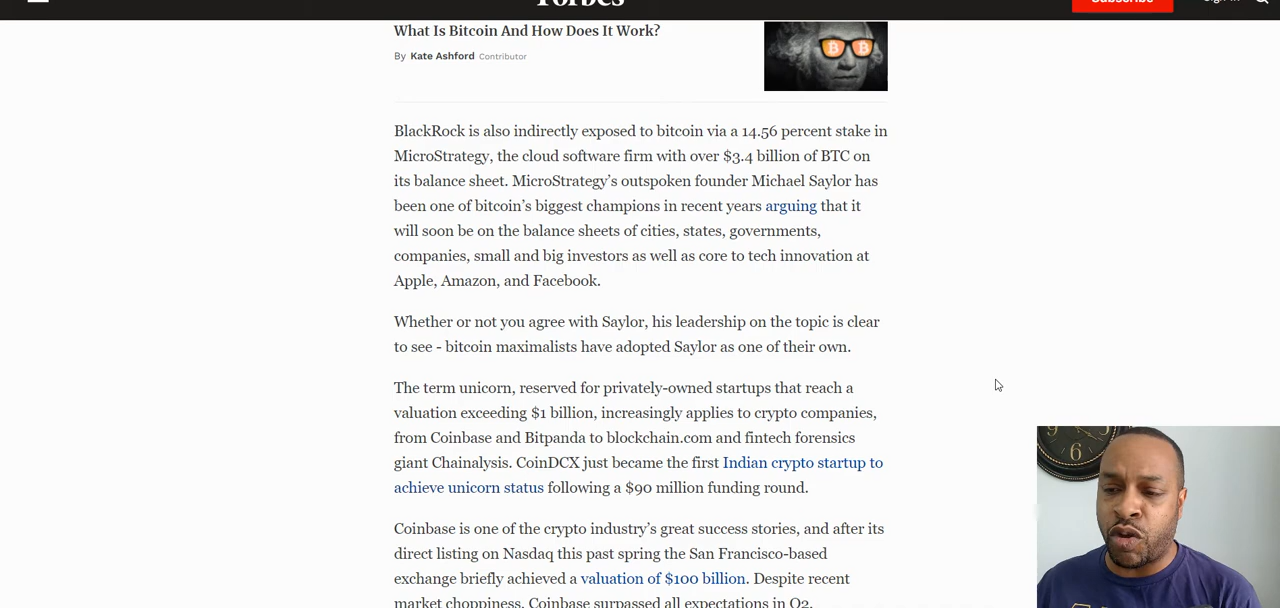 Forbes
Subscribe
What Is Bitcoin And How Does It Work?
By Kate Ashford Contributor
BlackRock is also indirectly exposed to bitcoin via a 14.56 percent stake in
MicroStrategy, the cloud software firm with over $3.4 billion of BTC on
its balance sheet. MicroStrategy's outspoken founder Michael Saylor has
been one of bitcoin's biggest champions in recent years arguing that it
will soon be on the balance sheets of cities, states, governments,
companies, small and big investors as well as core to tech innovation at
Apple, Amazon, and Facebook.
Whether or not you agree with Saylor, his leadership on the topic is clear
to see - bitcoin maximalists have adopted Saylor as one of their own.
The term unicorn, reserved for privately-owned startups that reach a
valuation exceeding $1 billion, increasingly applies to crypto companies,
from Coinbase and Bitpanda to blockchain.com and fintech forensics
giant Chainalysis. CoinDCX just became the first Indian crypto startup to
achieve unicorn status following a $90 million funding round.
Coinbase is one of the crypto industry's great success stories, and after its
direct listing on Nasdaq this past spring the San Francisco-based
exchange briefly achieved a valuation of $100 billion. Despite recent
market choppiness, Coinbase surpassed all expectations in Q2,
6